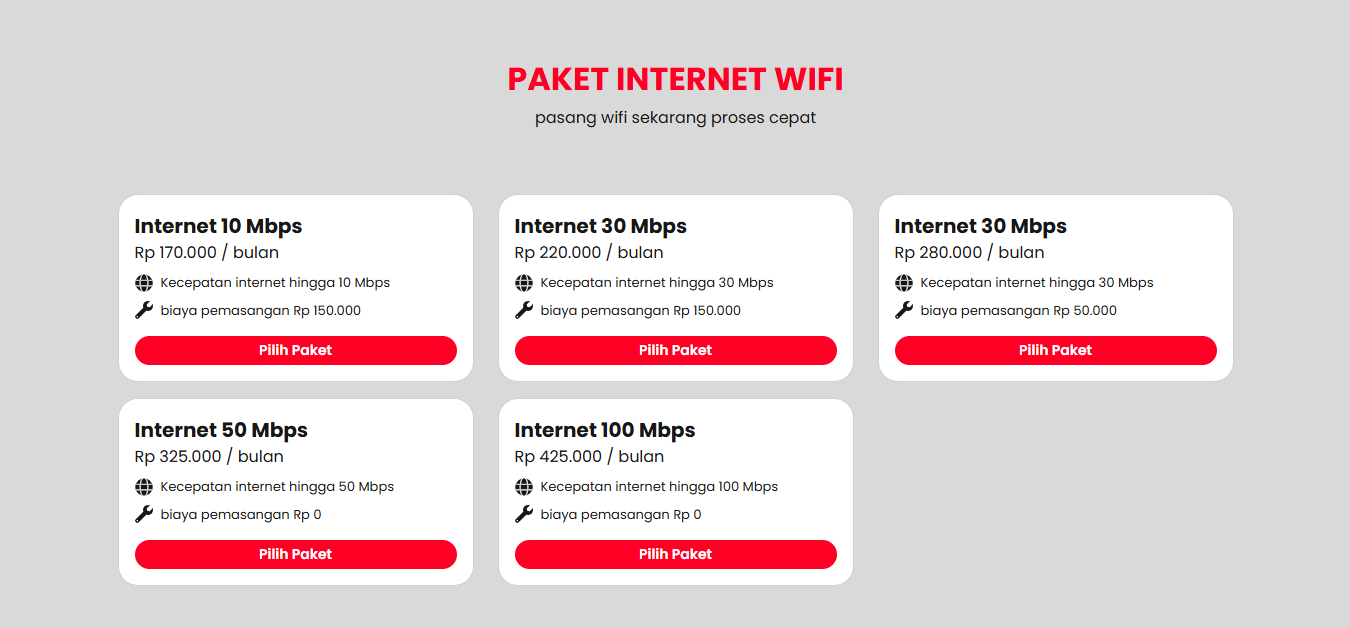 PAKET INTERNET WIFI
pasang wifi sekarang proses cepat
Internet 10 Mbps
Rp 170.000 / bulan
Kecepatan internet hingga 10 Mbps
biaya pemasangan Rp 150.000
Pilih Paket
Internet 30 Mbps
Rp 220.000 / bulan
Kecepatan internet hingga 30 Mbps
biaya pemasangan Rp 150.000
Pilih Paket
Internet 30 Mbps
Rp 280.000 / bulan
Kecepatan internet hingga 30 Mbps
biaya pemasangan Rp 50.000
Pilih Paket
Internet 50 Mbps
Rp 325.000 / bulan
Kecepatan internet hingga 50 Mbps
biaya pemasangan Rp 0
Pilih Paket
Internet 100 Mbps
Rp 425.000 / bulan
Kecepatan internet hingga 100 Mbps
biaya pemasangan Rp 0
Pilih Paket